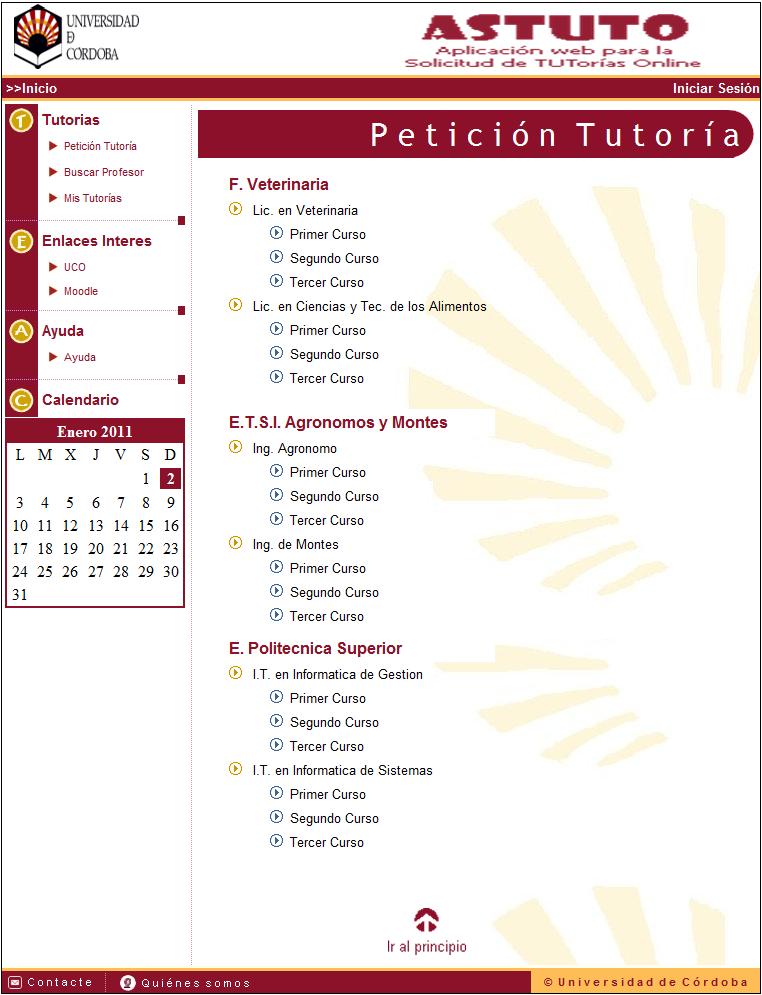 UNIVERSIDAD
D
CÓRDOBA
ASTUTO
Aplicación web para la
Solicitud de TUTorías Online
>>Inicio
Iniciar Sesión
T Tutorias
Petición Tutoría
Buscar Profesor
Mis Tutorías
E Enlaces Interes
UCO
Moodle
A Ayuda
Ayuda
C Calendario
Enero 2011
L M X J V S D
1 2
3 4 5 6 7 8 9
10 11 12 13 14 15 16
17 18 19 20 21 22 23
24 25 26 27 28 29 30
31
Petición Tutoría
F. Veterinaria
Lic. en Veterinaria
Primer Curso
Segundo Curso
Tercer Curso
Lic. en Ciencias y Tec. de los Alimentos
Primer Curso
Segundo Curso
Tercer Curso
E.T.S.I. Agronomos y Montes
Ing. Agronomo
Primer Curso
Segundo Curso
Tercer Curso
Ing. de Montes
Primer Curso
Segundo Curso
Tercer Curso
E. Politecnica Superior
I.T. en Informatica de Gestion
Primer Curso
Segundo Curso
Tercer Curso
I.T. en Informatica de Sistemas
Primer Curso
Segundo Curso
Tercer Curso
Ir al principio
Contacte
Quiénes somos
© Universidad de Córdoba